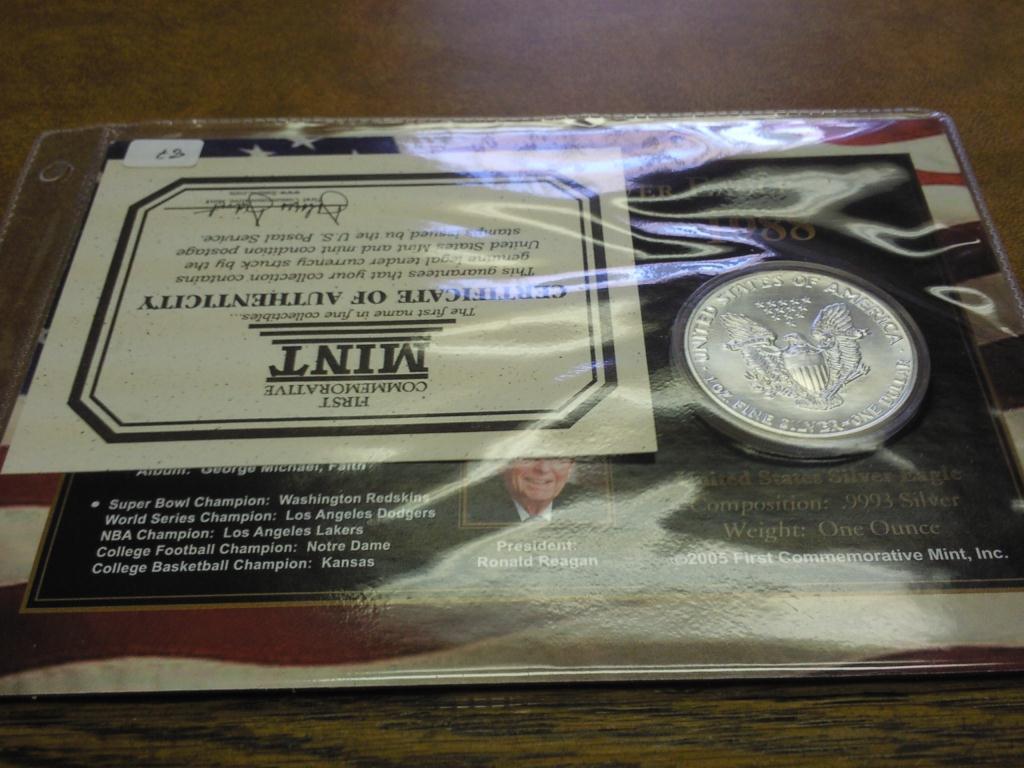 63
FIRST
COMMEMORATIVE
MINT
The first name in fine collectibles...
CERTIFICATE OF AUTHENTICITY
This guarantees that your collection contains
genuine legal tender currency struck by the
United States Mint and mint condition postage
stamps issued by the U.S. Postal Service.
1988
UNITED STATES OF AMERICA
1 OZ. FINE SILVER~ONE DOLLAR
Album: George Michael, Faith
• Super Bowl Champion: Washington Redskins
World Series Champion: Los Angeles Dodgers
NBA Champion: Los Angeles Lakers
College Football Champion: Notre Dame
College Basketball Champion: Kansas
President:
Ronald Reagan
United States Silver Eagle
Composition: .9993 Silver
Weight: One Ounce
©2005 First Commemorative Mint, Inc.